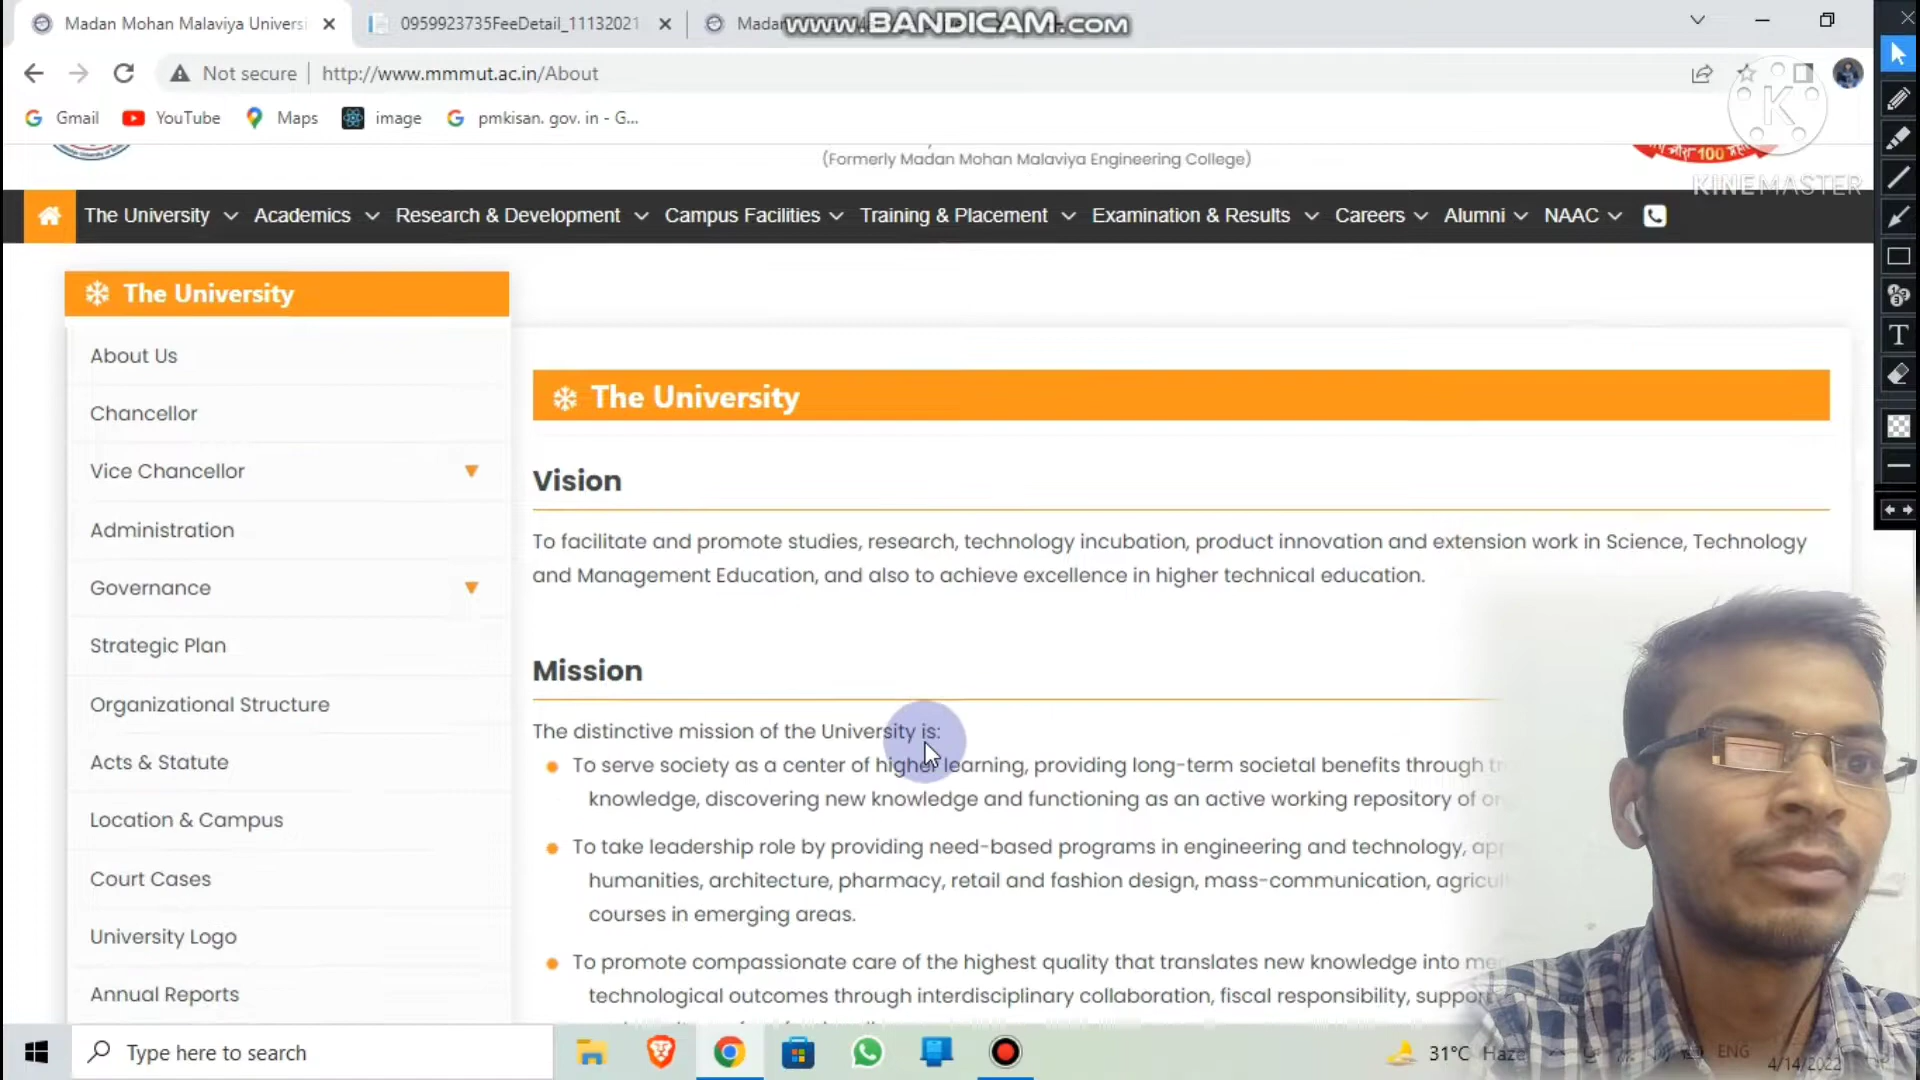 Madan Mohan Malaviya Universi
0959923735FeeDetail_11132021
Mada
www.BANDICAM.com
Not secure
http://www.mmmut.ac.in/About
Gmail
YouTube
Maps
image
pmkisan. gov. in - G...
(Formerly Madan Mohan Malaviya Engineering College)
K
KINEMASTER
The University
Academics
Research & Development
Campus Facilities
Training & Placement
Examination & Results
Careers
Alumni
NAAC
The University
About Us
Chancellor
Vice Chancellor
Administration
Governance
Strategic Plan
Organizational Structure
Acts & Statute
Location & Campus
Court Cases
University Logo
Annual Reports
The University
Vision
To facilitate and promote studies, research, technology incubation, product innovation and extension work in Science, Technology
and Management Education, and also to achieve excellence in higher technical education.
Mission
The distinctive mission of the University is:
To serve society as a center of higher learning, providing long-term societal benefits through
knowledge, discovering new knowledge and functioning as an active working repository of
To take leadership role by providing need-based programs in engineering and technology,
humanities, architecture, pharmacy, retail and fashion design, mass-communication,
courses in emerging areas.
To promote compassionate care of the highest quality that translates new knowledge into
technological outcomes through interdisciplinary collaboration, fiscal responsibility,
Type here to search
31°C Haze
ENG
4/14/2022